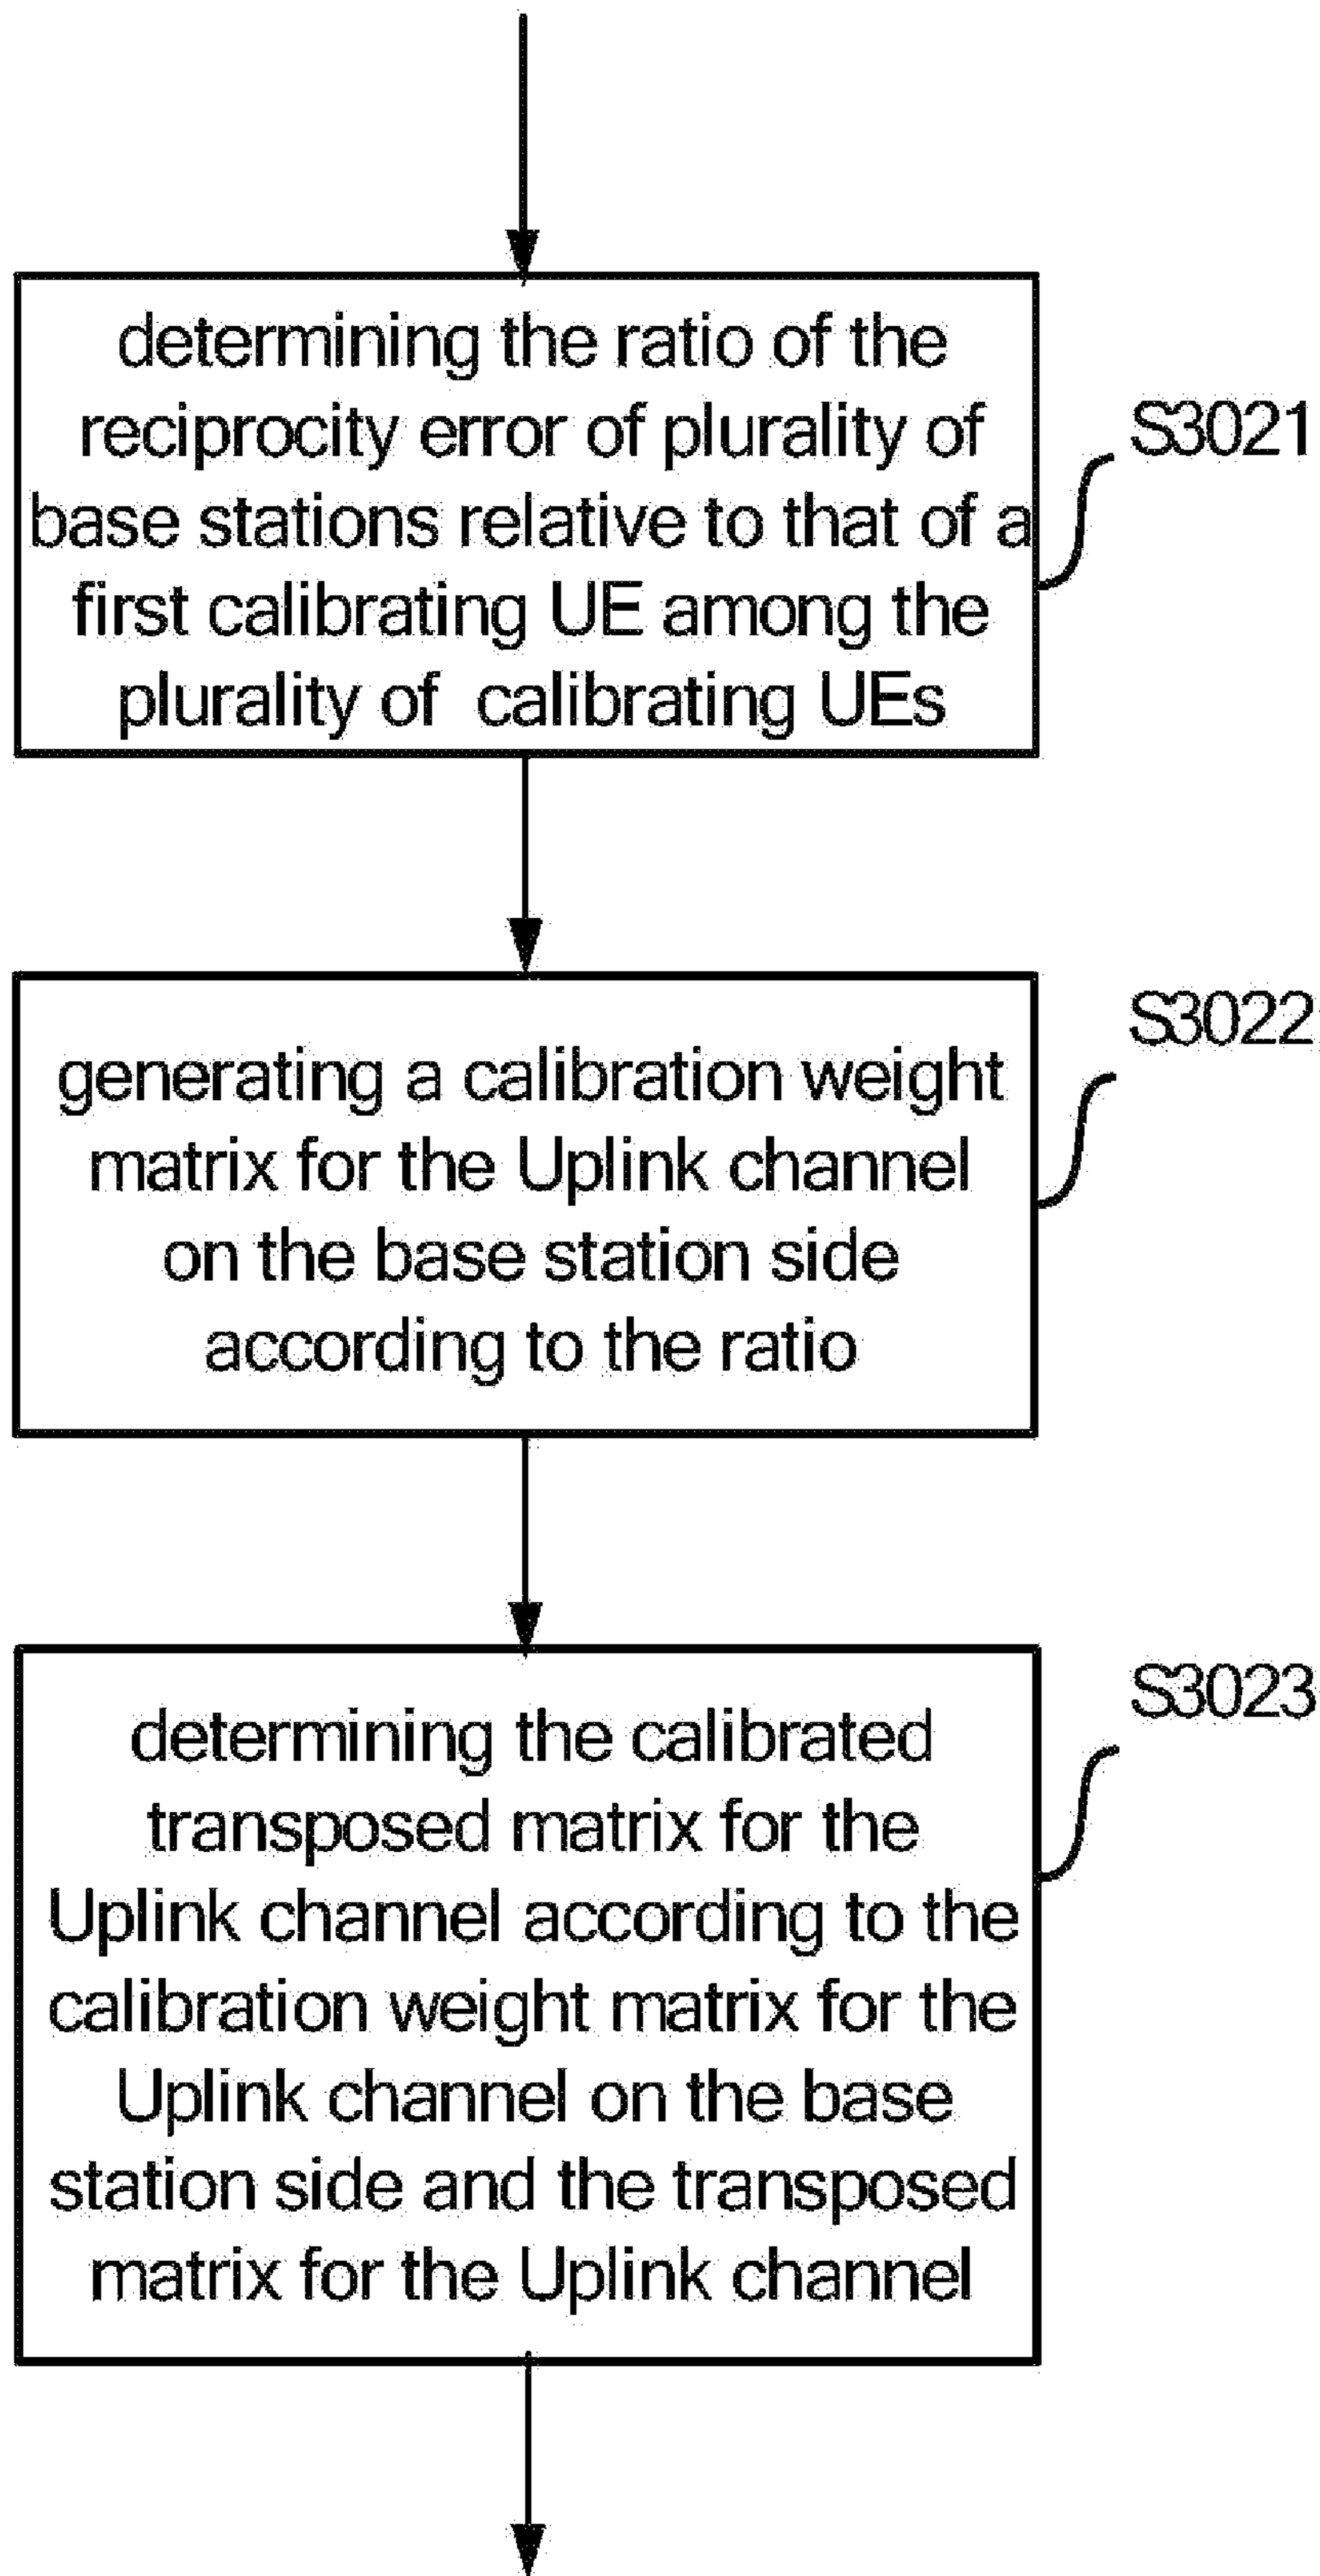 determining the ratio of the
reciprocity error of plurality of
base stations relative to that of a
first calibrating UE among the
plurality of calibrating UEs
S3021
generating a calibration weight
matrix for the Uplink channel
on the base station side
according to the ratio
S3022
determining the calibrated
transposed matrix for the
Uplink channel according to the
calibration weight matrix for the
Uplink channel on the base
station side and the transposed
matrix for the Uplink channel
S3023